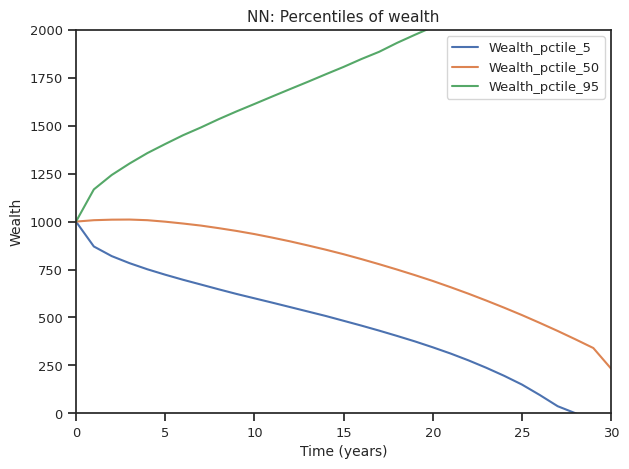 NN: Percentiles of wealth
Wealth_pctile_5
Wealth_pctile_50
Wealth_pctile_95
Wealth
2000
1750
1500
1250
1000
750
500
250
0
0 5 10 15 20 25 30
Time (years)